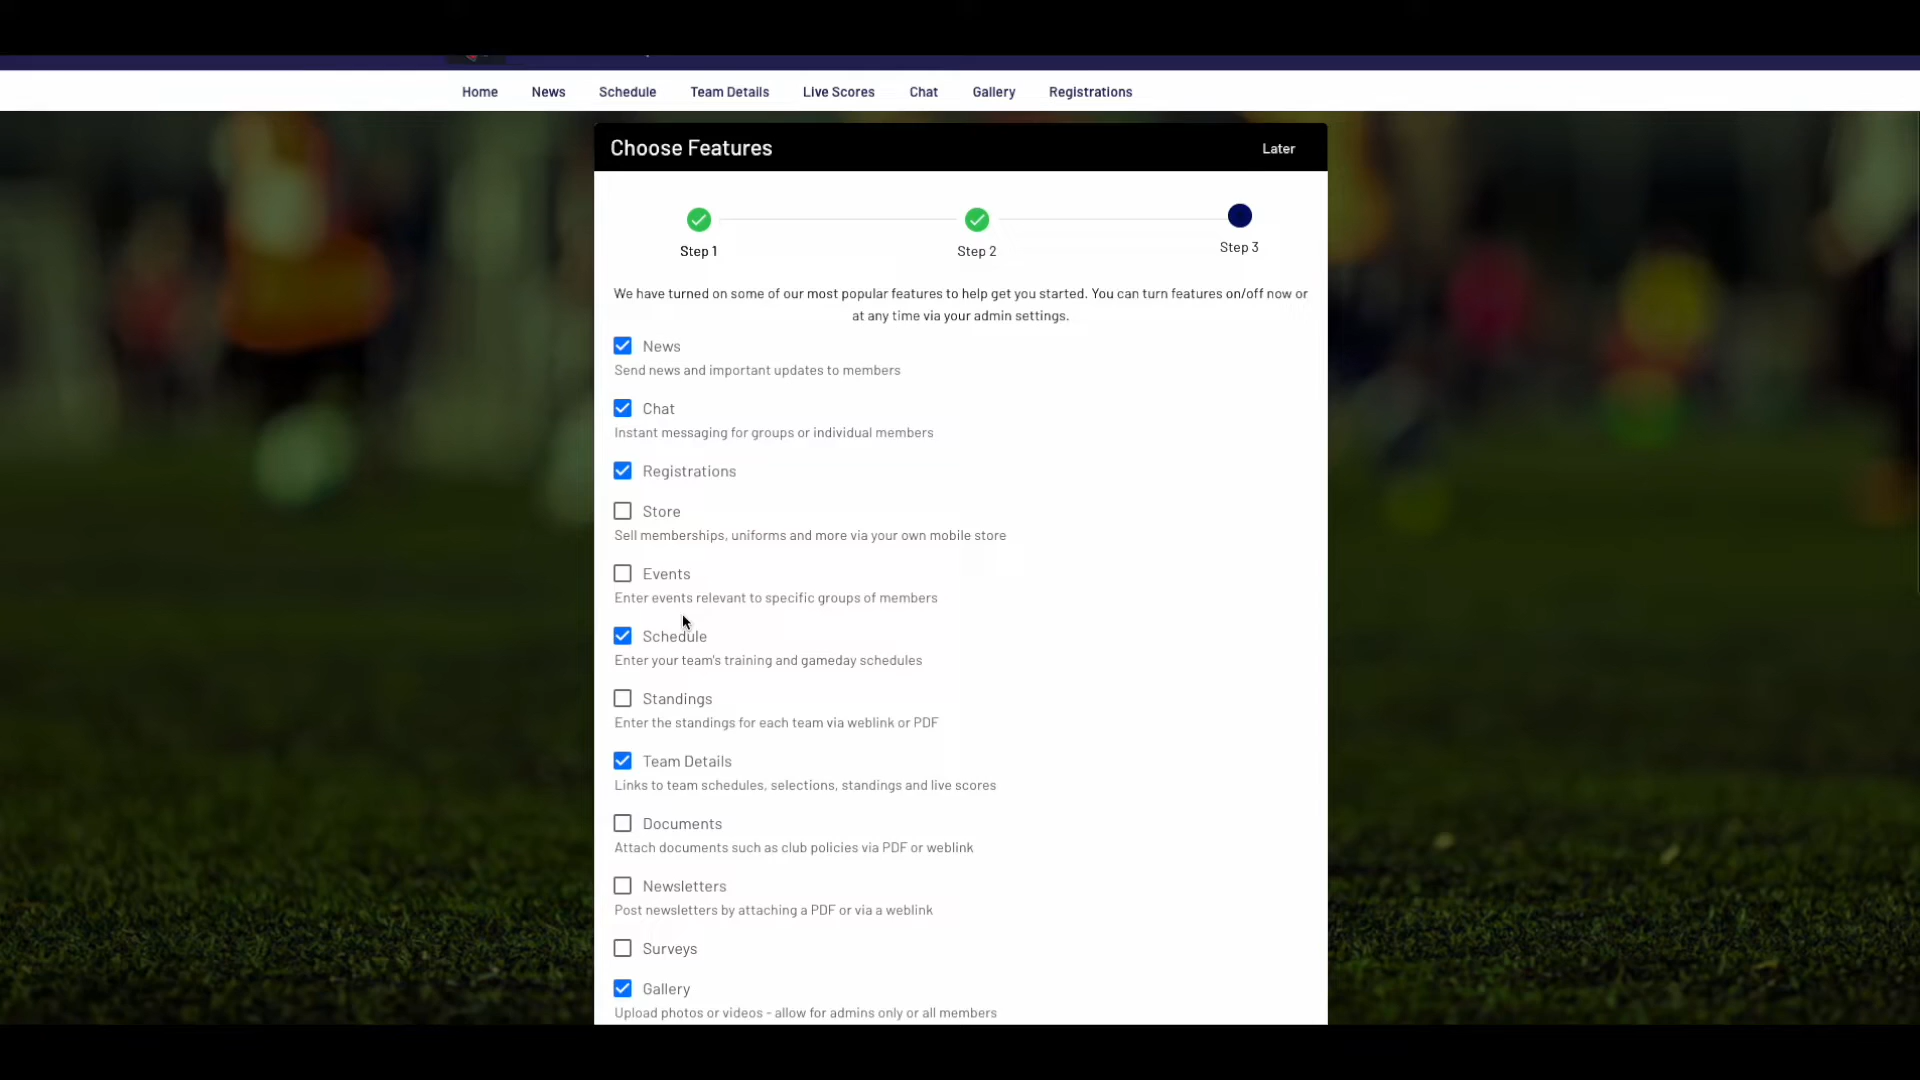 Home News Schedule Team Details Live Scores Chat Gallery Registrations
Choose Features
Later
Step 1
Step 2
Step 3
We have turned on some of our most popular features to help get you started. You can turn features on/off now or
at any time via your admin settings.
News
Send news and important updates to members
Chat
Instant messaging for groups or individual members
Registrations
Store
Sell memberships, uniforms and more via your own mobile store
Events
Enter events relevant to specific groups of members
Schedule
Enter your team's training and gameday schedules
Standings
Enter the standings for each team via weblink or PDF
Team Details
Links to team schedules, selections, standings and live scores
Documents
Attach documents such as club policies via PDF or weblink
Newsletters
Post newsletters by attaching a PDF or via a weblink
Surveys
Gallery
Upload photos or videos - allow for admins only or all members